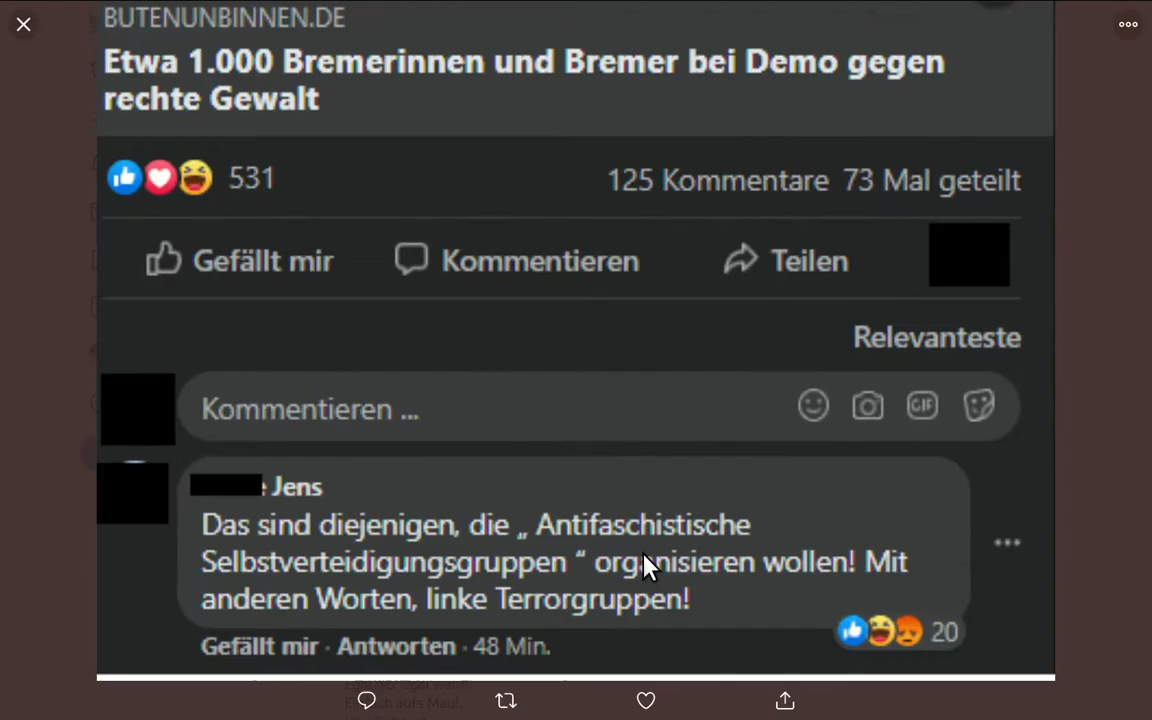 BUTENUNBINNEN.DE
Etwa 1.000 Bremerinnen und Bremer bei Demo gegen
rechte Gewalt
531
125 Kommentare 73 Mal geteilt
Gefällt mir
Kommentieren
Teilen
Relevanteste
Kommentieren ...
GIF
Jens
Das sind diejenigen, die „ Antifaschistische
Selbstverteidigungsgruppen “ organisieren wollen! Mit
anderen Worten, linke Terrorgruppen!
20
Gefällt mir · Antworten · 48 Min.